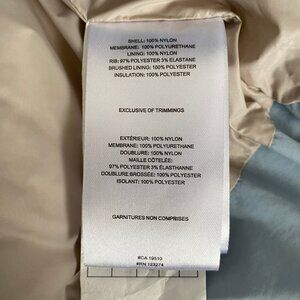 SHELL: 100% NYLON
MEMBRANE: 100% POLYURETHANE
LINING: 100% NYLON
RIB: 97% POLYESTER 3% ELASTANE
BRUSHED LINING: 100% POLYESTER
INSULATION: 100% POLYESTER
EXCLUSIVE OF TRIMMINGS
EXTÉRIEUR: 100% NYLON
MEMBRANE: 100% POLYURÉTHANE
DOUBLURE: 100% NYLON
MAILLE CÔTELÉE:
97% POLYESTER 3% ÉLASTHANNE
DOUBLURE BROSSÉE: 100% POLYESTER
ISOLANT: 100% POLYESTER
GARNITURES NON COMPRISES
#CA 19510
#RN 123274